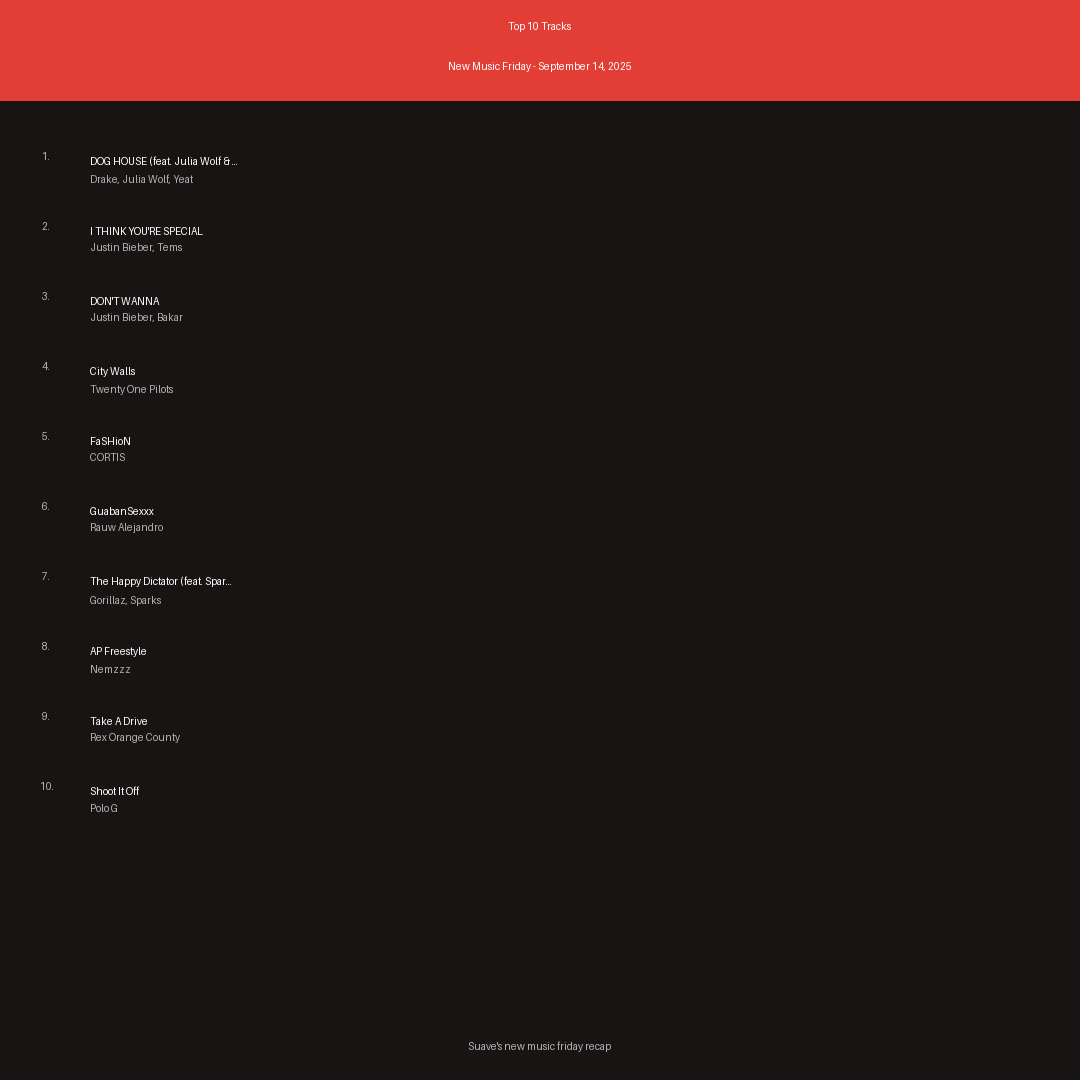 Top 10 Tracks
New Music Friday - September 14, 2025
1.
DOG HOUSE (feat. Julia Wolf & ...
Drake, Julia Wolf, Yeat
2.
I THINK YOU'RE SPECIAL
Justin Bieber, Tems
3.
DON'T WANNA
Justin Bieber, Bakar
4.
City Walls
Twenty One Pilots
5.
FaSHioN
CORTIS
6.
GuabanSexxx
Rauw Alejandro
7.
The Happy Dictator (feat. Spar...
Gorillaz, Sparks
8.
AP Freestyle
Nemzzz
9.
Take A Drive
Rex Orange County
10.
Shoot It Off
Polo G
Suave's new music friday recap